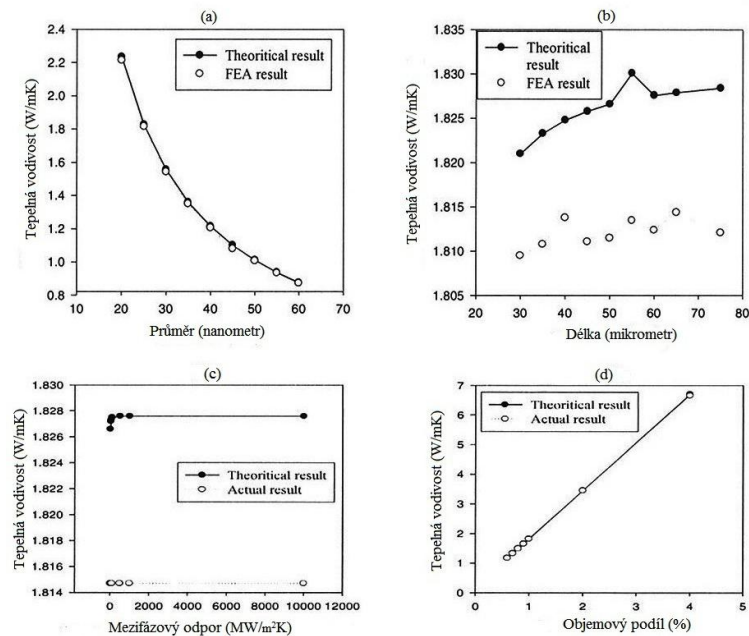 (a)
Tepelná vodivost (W/mK)
2.4
2.2
2.0
1.8
1.6
1.4
1.2
1.0
0.8
Theoritical result
FEA result
10 20 30 40 50 60 70
Průměr (nanometr)
(b)
Tepelná vodivost (W/mK)
1.835
1.830
1.825
1.820
1.815
1.810
1.805
Theoritical
result
FEA result
20 30 40 50 60 70 80
Délka (mikrometr)
(c)
Tepelná vodivost (W/mK)
1.830
1.828
1.826
1.824
1.822
1.820
1.818
1.816
1.814
Theoritical result
Actual result
0 2000 4000 6000 8000 10000 12000
Mezifázový odpor (MW/m²K)
(d)
Tepelná vodivost (W/mK)
7
6
5
4
3
2
1
0
Theoritical result
Actual result
0 1 2 3 4 5
Objemový podíl (%)